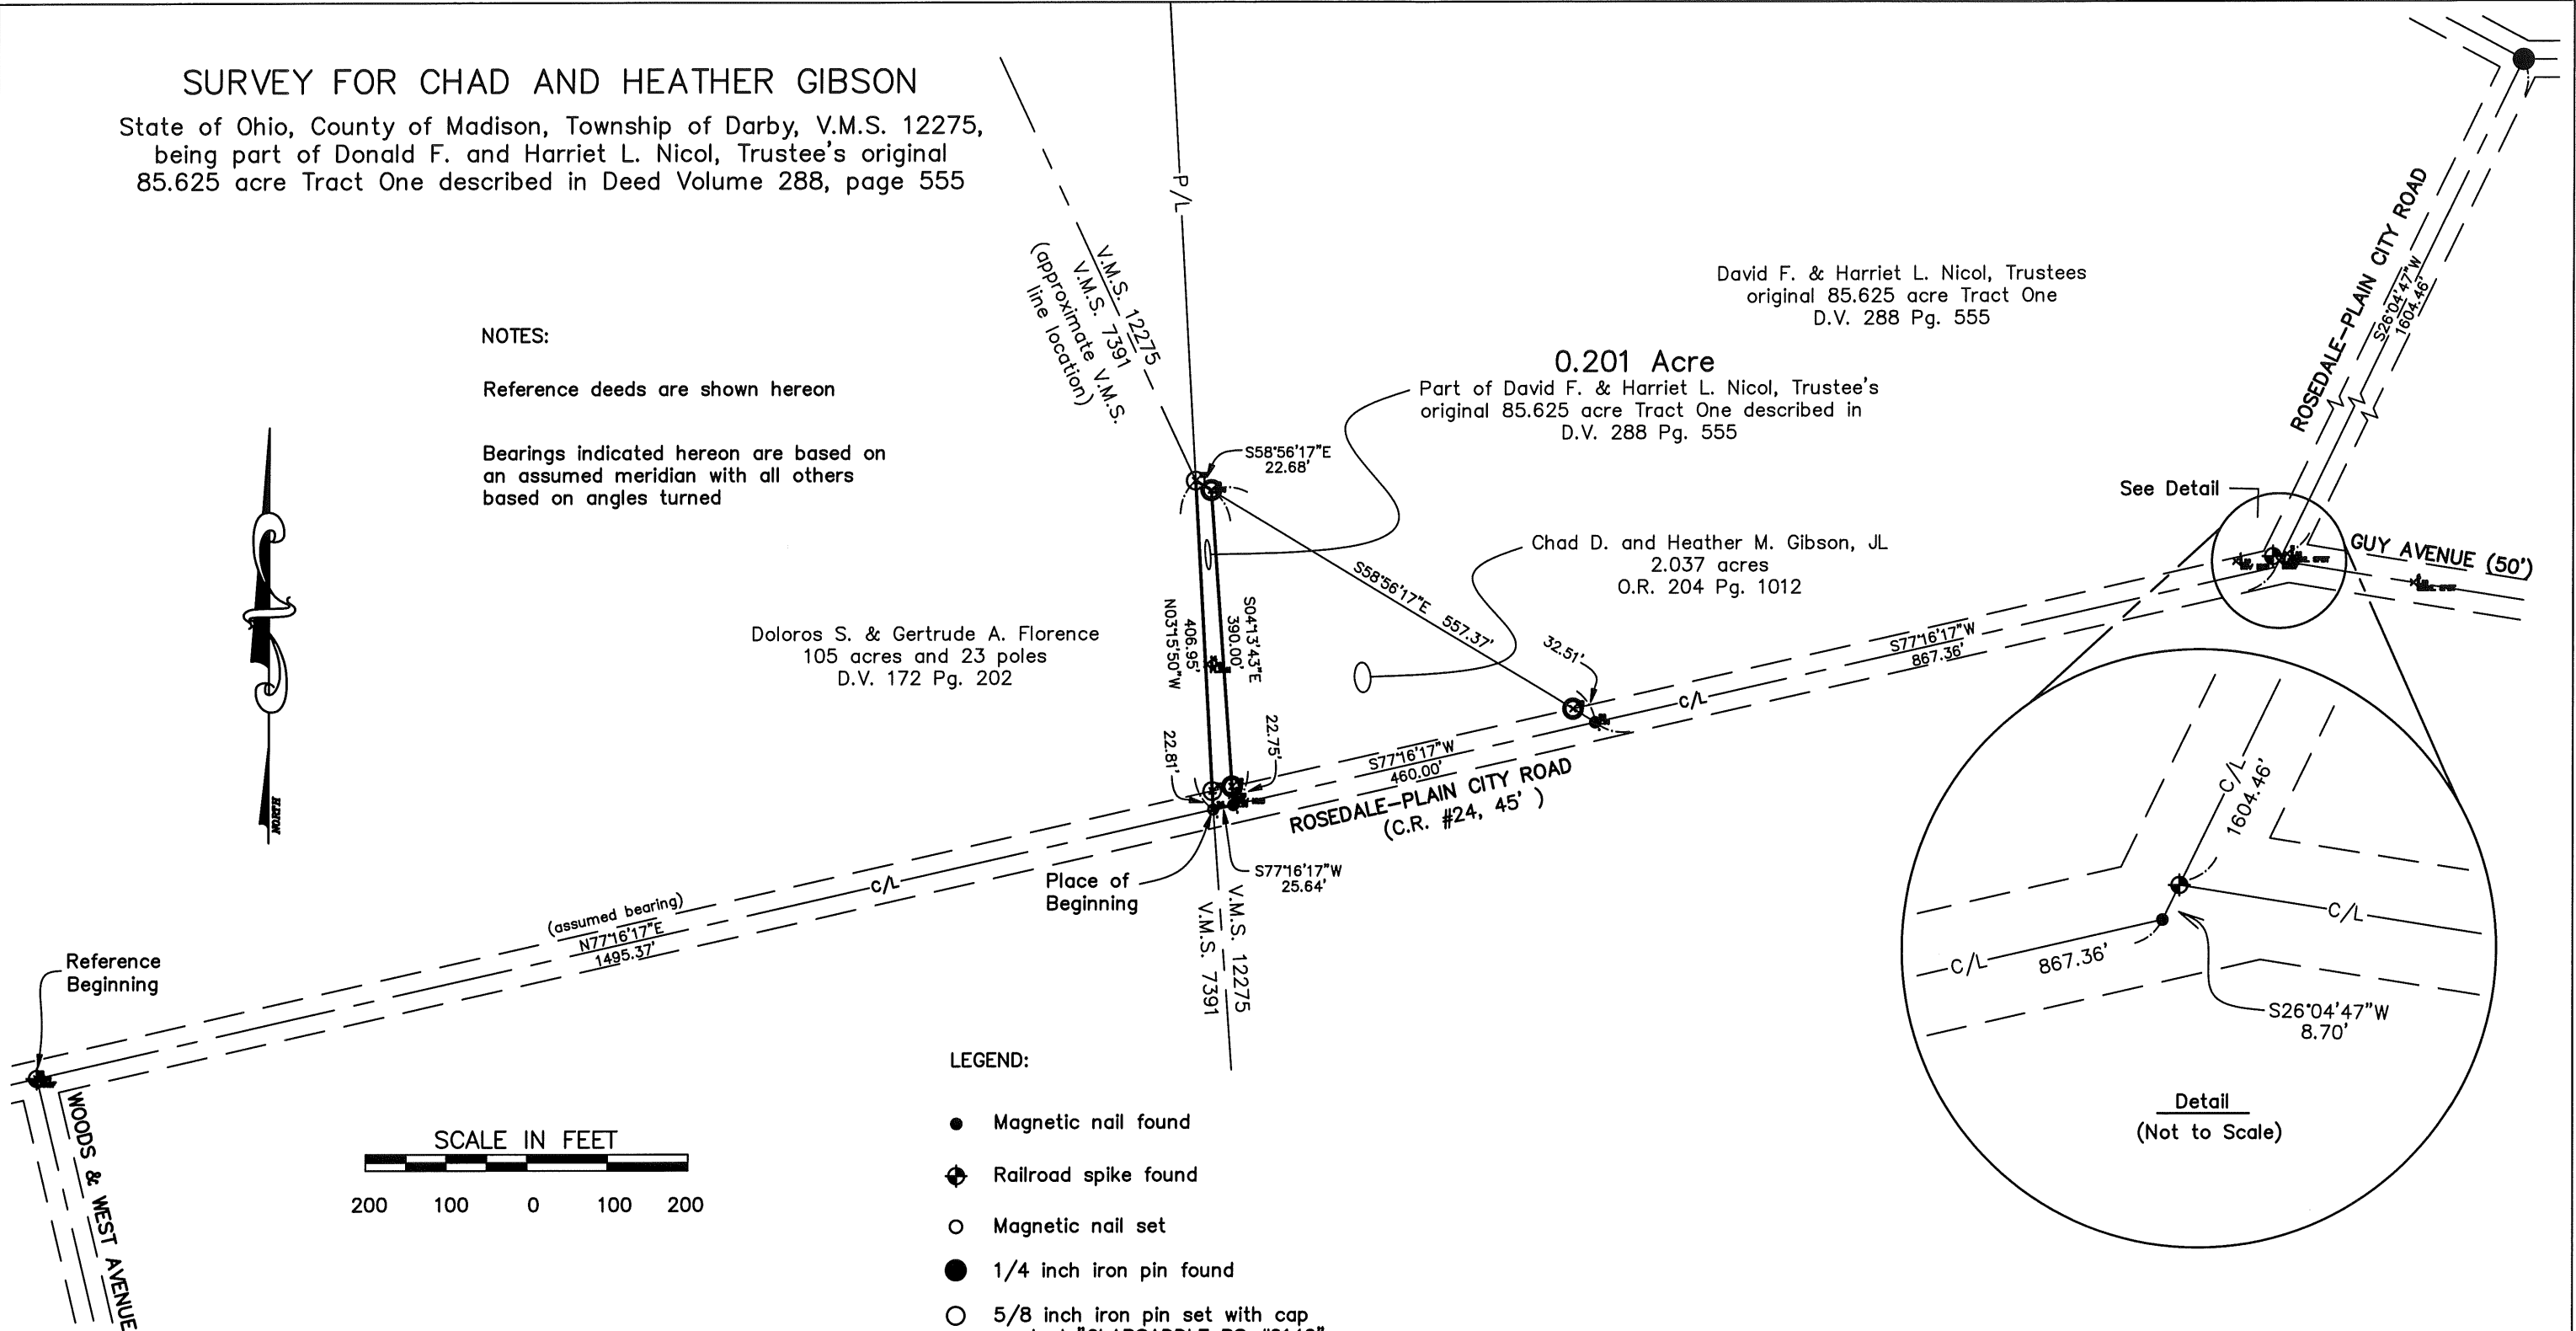 SURVEY FOR CHAD AND HEATHER GIBSON
State of Ohio, County of Madison, Township of Darby, V.M.S. 12275,
being part of Donald F. and Harriet L. Nicol, Trustee's original
85.625 acre Tract One described in Deed Volume 288, page 555
NOTES:
Reference deeds are shown hereon
Bearings indicated hereon are based on
an assumed meridian with all others
based on angles turned
NORTH
P/L
V.M.S. 12275
V.M.S. 7391
(approximate V.M.S.
line location)
David F. & Harriet L. Nicol, Trustees
original 85.625 acre Tract One
D.V. 288 Pg. 555
0.201 Acre
Part of David F. & Harriet L. Nicol, Trustee's
original 85.625 acre Tract One described in
D.V. 288 Pg. 555
S58°56'17"E
22.68'
ROSEDALE-PLAIN CITY ROAD
S26°04'47"W
1604.46'
See Detail
GUY AVENUE (50')
Chad D. and Heather M. Gibson, JL
2.037 acres
O.R. 204 Pg. 1012
S58°56'17"E 557.37'
32.51'
Doloros S. & Gertrude A. Florence
105 acres and 23 poles
D.V. 172 Pg. 202
N03°15'50"W
406.95'
S04°13'43"E
390.00'
22.81'
22.75'
S77°16'17"W
867.36'
C/L
S77°16'17"W
460.00'
ROSEDALE-PLAIN CITY ROAD
(C.R. #24, 45' )
S77°16'17"W
25.64'
Place of
Beginning
V.M.S. 12275
V.M.S. 7391
C/L
(assumed bearing)
N77°16'17"E
1495.37'
Reference
Beginning
WOODS & WEST AVENUE
SCALE IN FEET
200 100 0 100 200
LEGEND:
Magnetic nail found
Railroad spike found
Magnetic nail set
1/4 inch iron pin found
5/8 inch iron pin set with cap
C/L
1604.46'
C/L
C/L
867.36'
S26°04'47"W
8.70'
Detail
(Not to Scale)